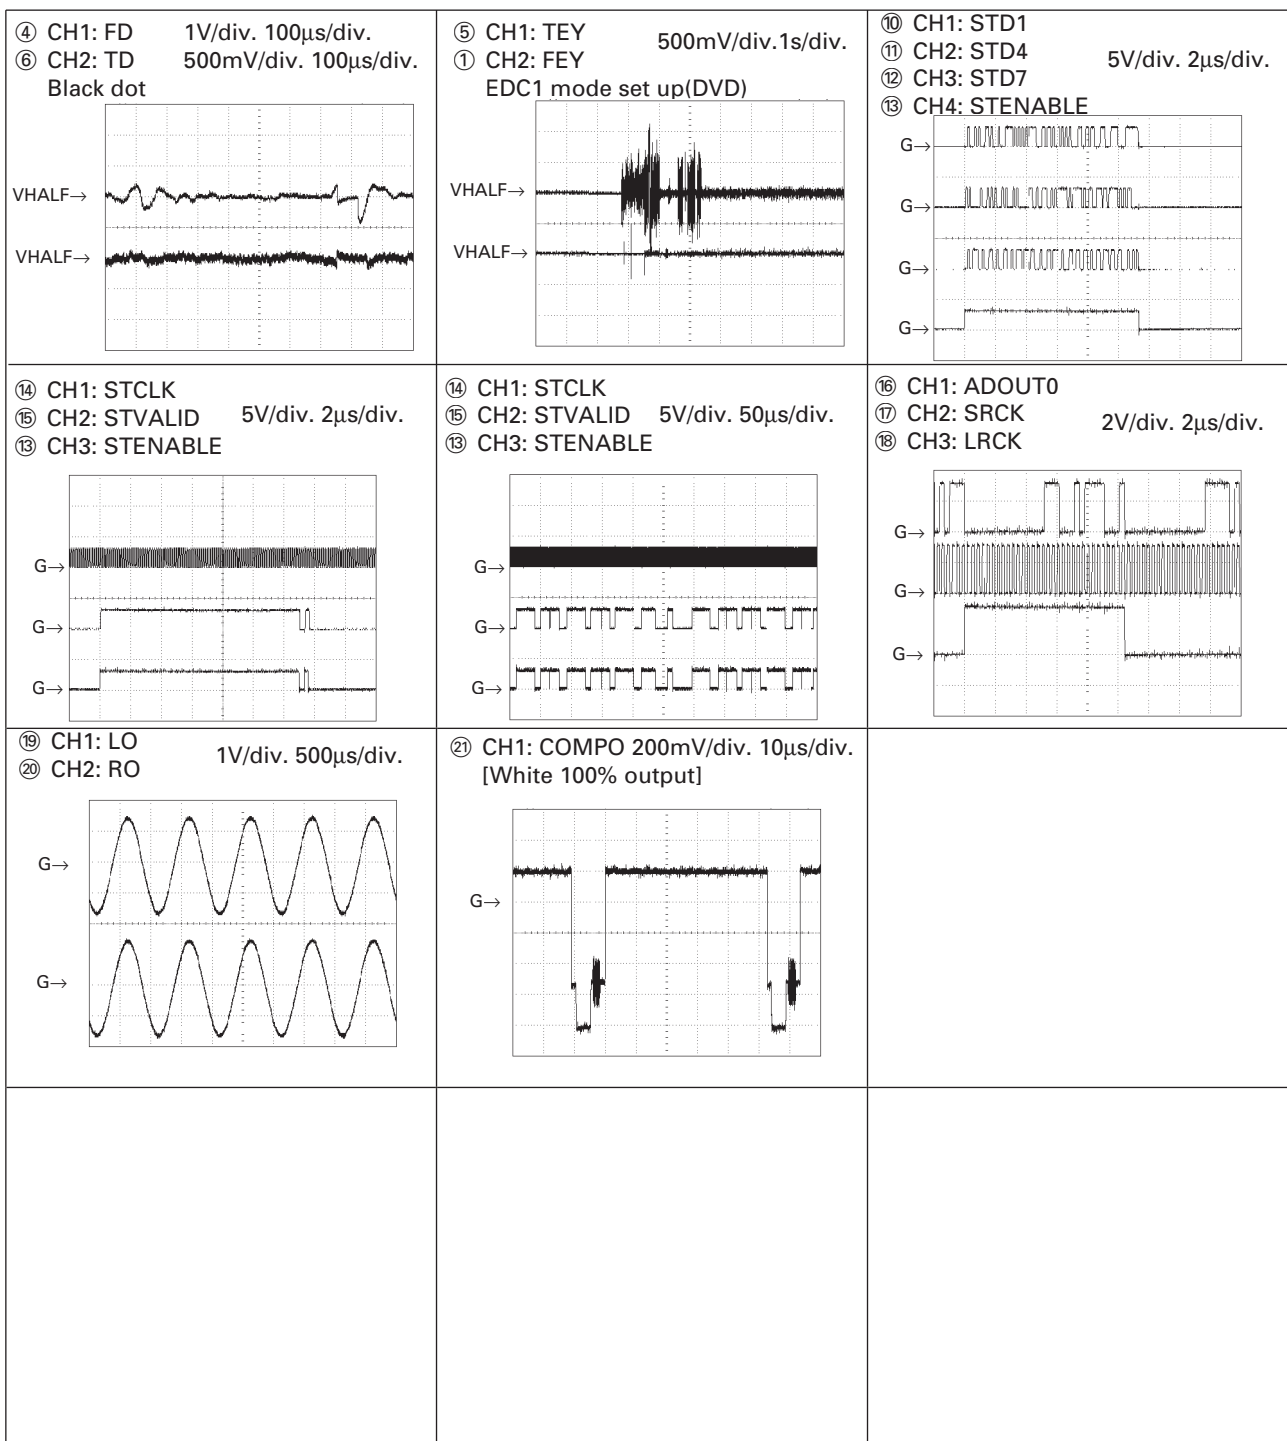 ④ CH1: FD 1V/div. 100µs/div.
⑥ CH2: TD 500mV/div. 100µs/div.
Black dot
VHALF→
VHALF→
⑤ CH1: TEY 500mV/div.1s/div.
① CH2: FEY
EDC1 mode set up(DVD)
VHALF→
VHALF→
⑩ CH1: STD1
⑪ CH2: STD4 5V/div. 2µs/div.
⑫ CH3: STD7
⑬ CH4: STENABLE
G→
G→
G→
G→
⑭ CH1: STCLK
⑮ CH2: STVALID 5V/div. 2µs/div.
⑬ CH3: STENABLE
G→
G→
G→
⑭ CH1: STCLK
⑮ CH2: STVALID 5V/div. 50µs/div.
⑬ CH3: STENABLE
G→
G→
G→
⑯ CH1: ADOUT0
⑰ CH2: SRCK 2V/div. 2µs/div.
⑱ CH3: LRCK
G→
G→
G→
⑲ CH1: LO 1V/div. 500µs/div.
⑳ CH2: RO
G→
G→
㉑ CH1: COMPO 200mV/div. 10µs/div.
[White 100% output]
G→